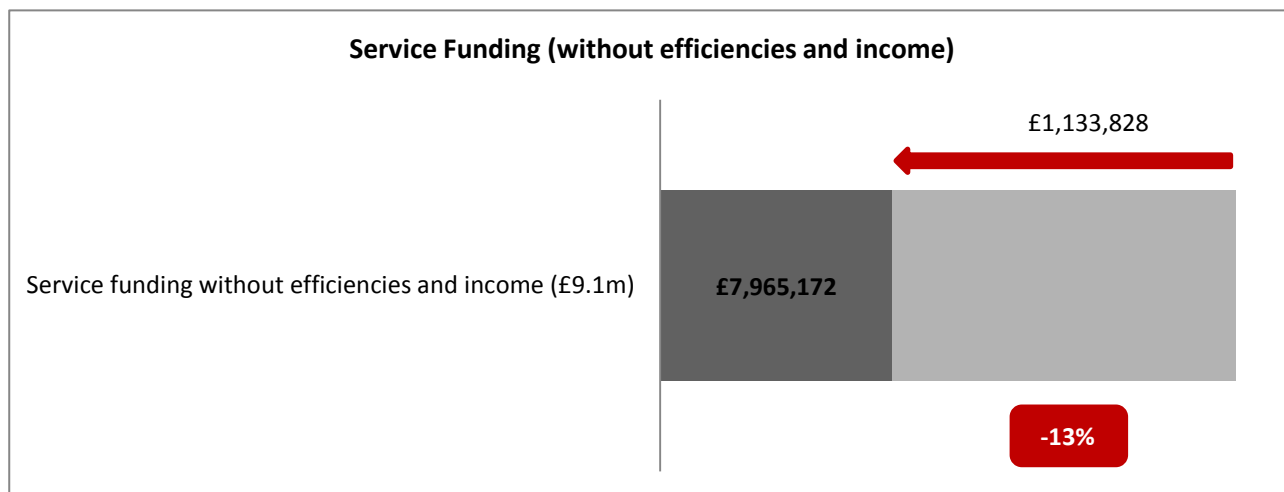 Service Funding (without efficiencies and income)
£1,133,828
Service funding without efficiencies and income (£9.1m)
£7,965,172
-13%